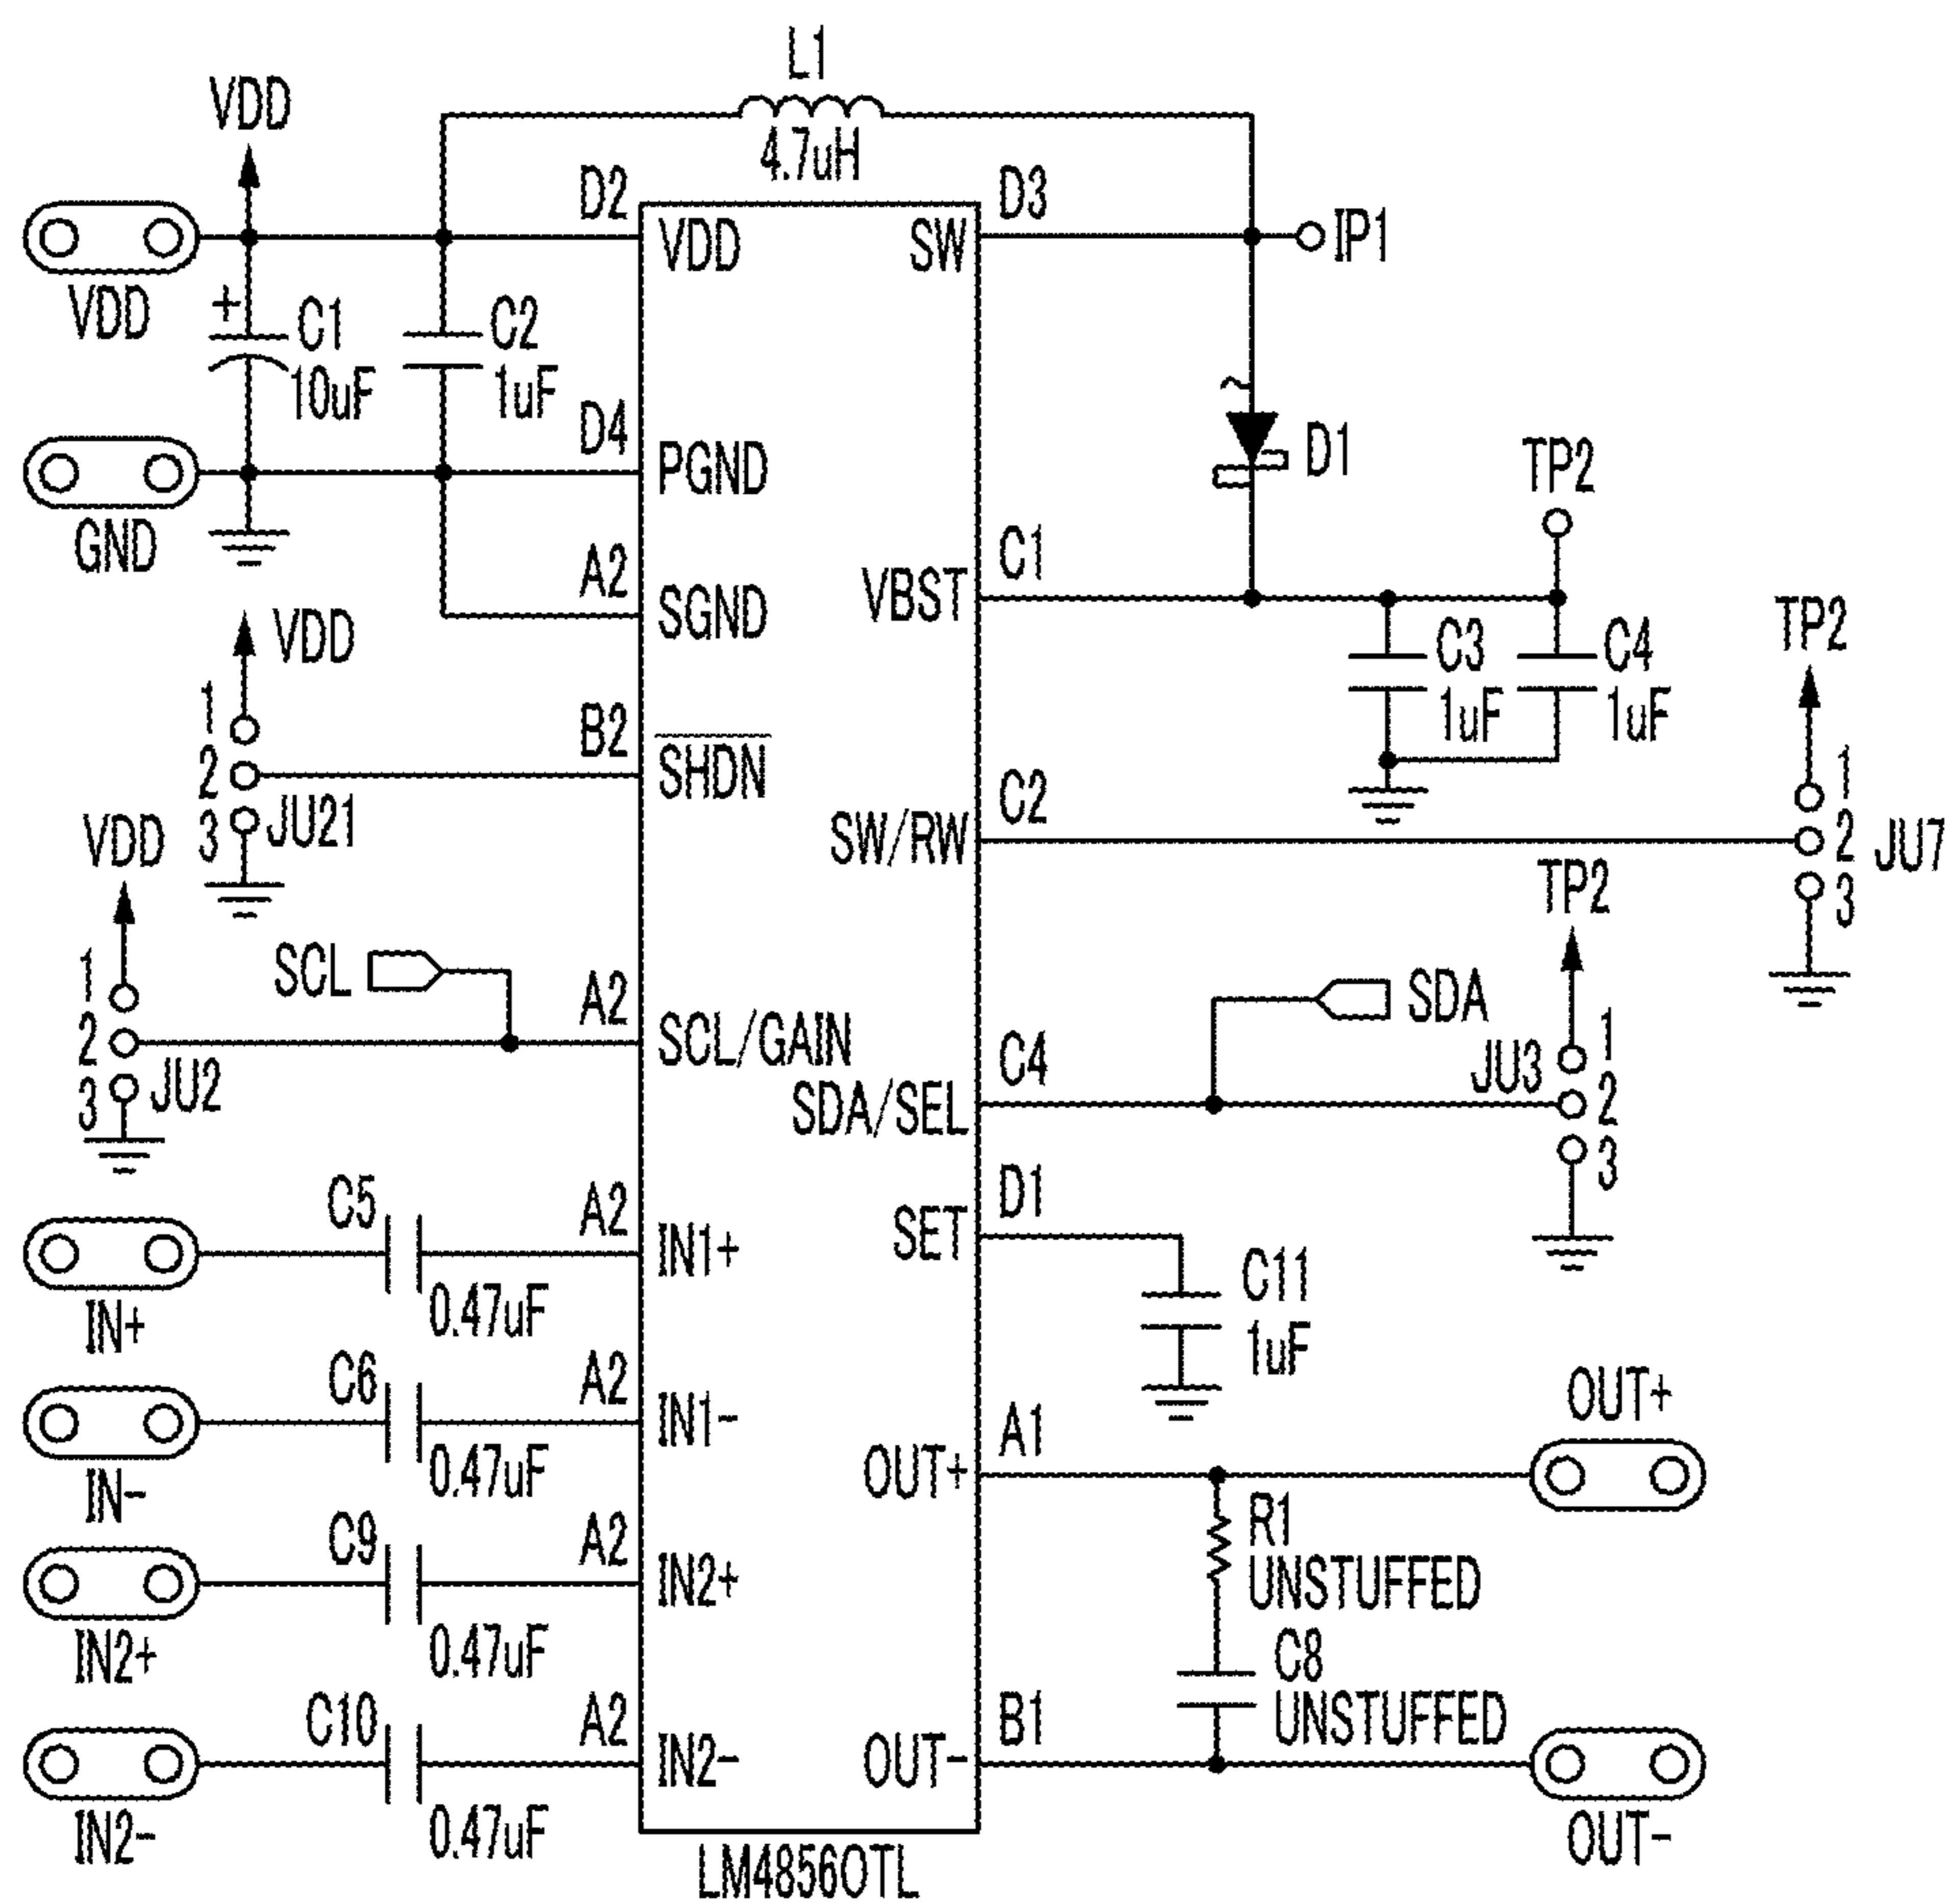 L1
4.7uH
VDD
D2
VDD
SW
D3
IP1
VDD
+
C1
10uF
C2
1uF
D4
PGND
D1
TP2
GND
A2
SGND
VBST
C1
VDD
C3
1uF
C4
1uF
TP2
1
2
3
JU21
B2
SHDN
SW/RW
C2
1
2
3
JU7
VDD
1
2
3
JU2
SCL
A2
SCL/GAIN
SDA
TP2
SDA/SEL
C4
JU3
1
2
3
SET
D1
C11
1uF
C5
A2
IN1+
0.47uF
IN+
C6
A2
IN1-
0.47uF
IN-
OUT+
A1
OUT+
R1
UNSTUFFED
C9
A2
IN2+
0.47uF
IN2+
C8
UNSTUFFED
C10
A2
IN2-
0.47uF
IN2-
OUT-
B1
OUT-
LM4856OTL